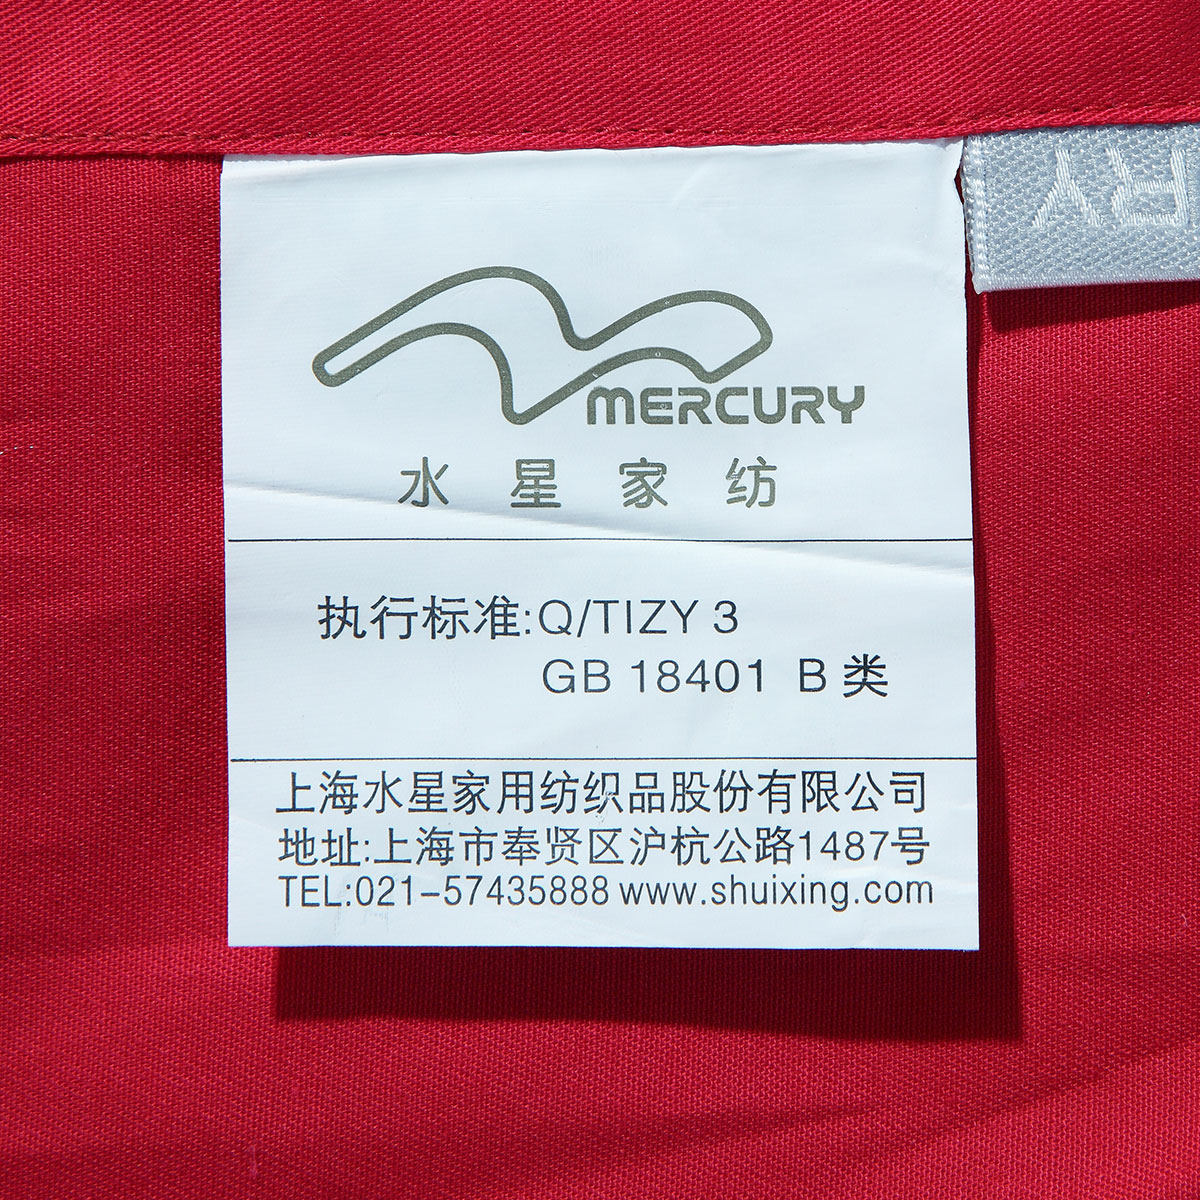 RY
MERCURY
水星家纺
执行标准:Q/TIZY 3
GB 18401 B 类
上海水星家用纺织品股份有限公司
地址:上海市奉贤区沪杭公路1487号
TEL:021-57435888 www.shuixing.com